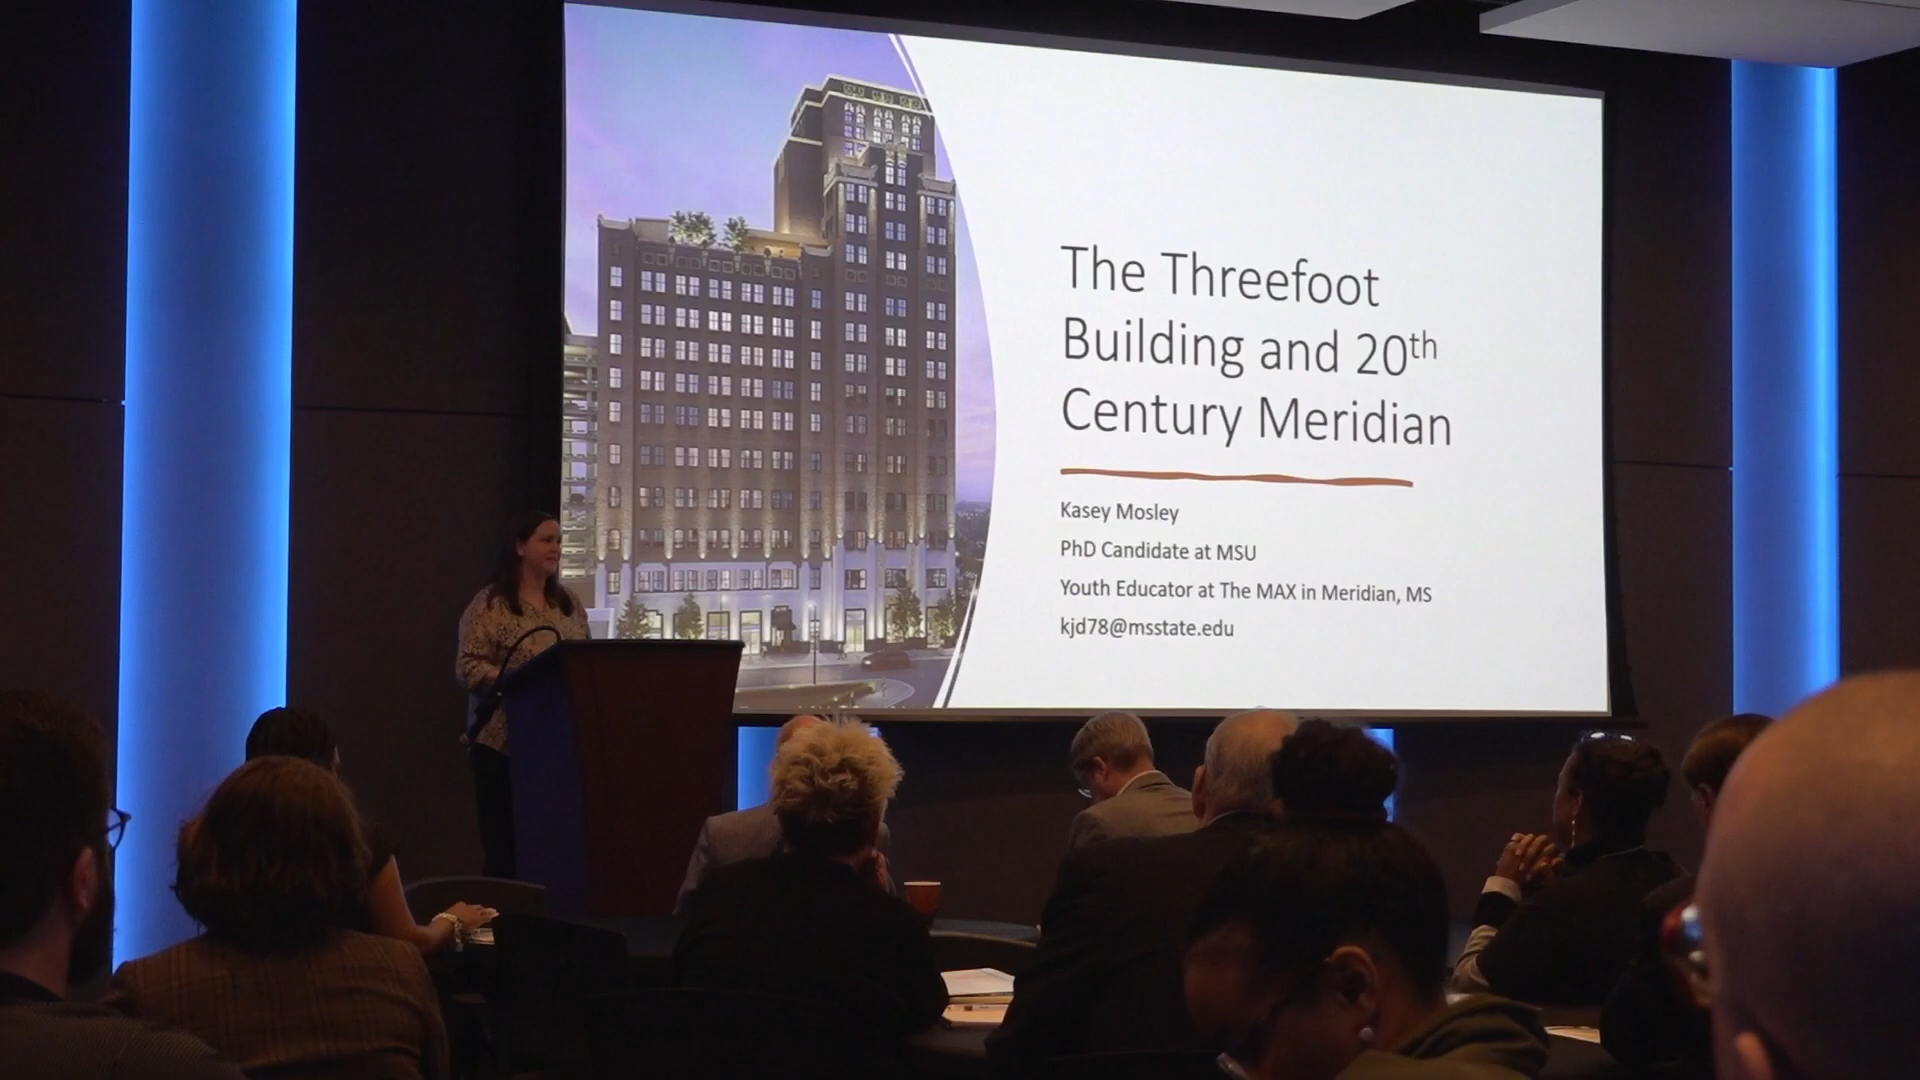 The Threefoot
Building and 20th
Century Meridian
Kasey Mosley
PhD Candidate at MSU
Youth Educator at The MAX in Meridian, MS
kjd78@msstate.edu